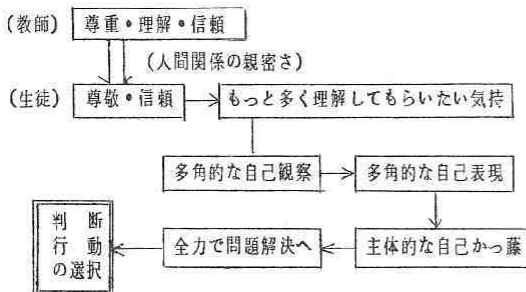 (教師) 尊重・理解・信頼
(人間関係の親密さ)
(生徒) 尊敬・信頼 もっと多く理解してもらいたい気持
多角的な自己観察 多角的な自己表現
主体的な自己かっ藤
全力で問題解決へ
判断
行動
の選択